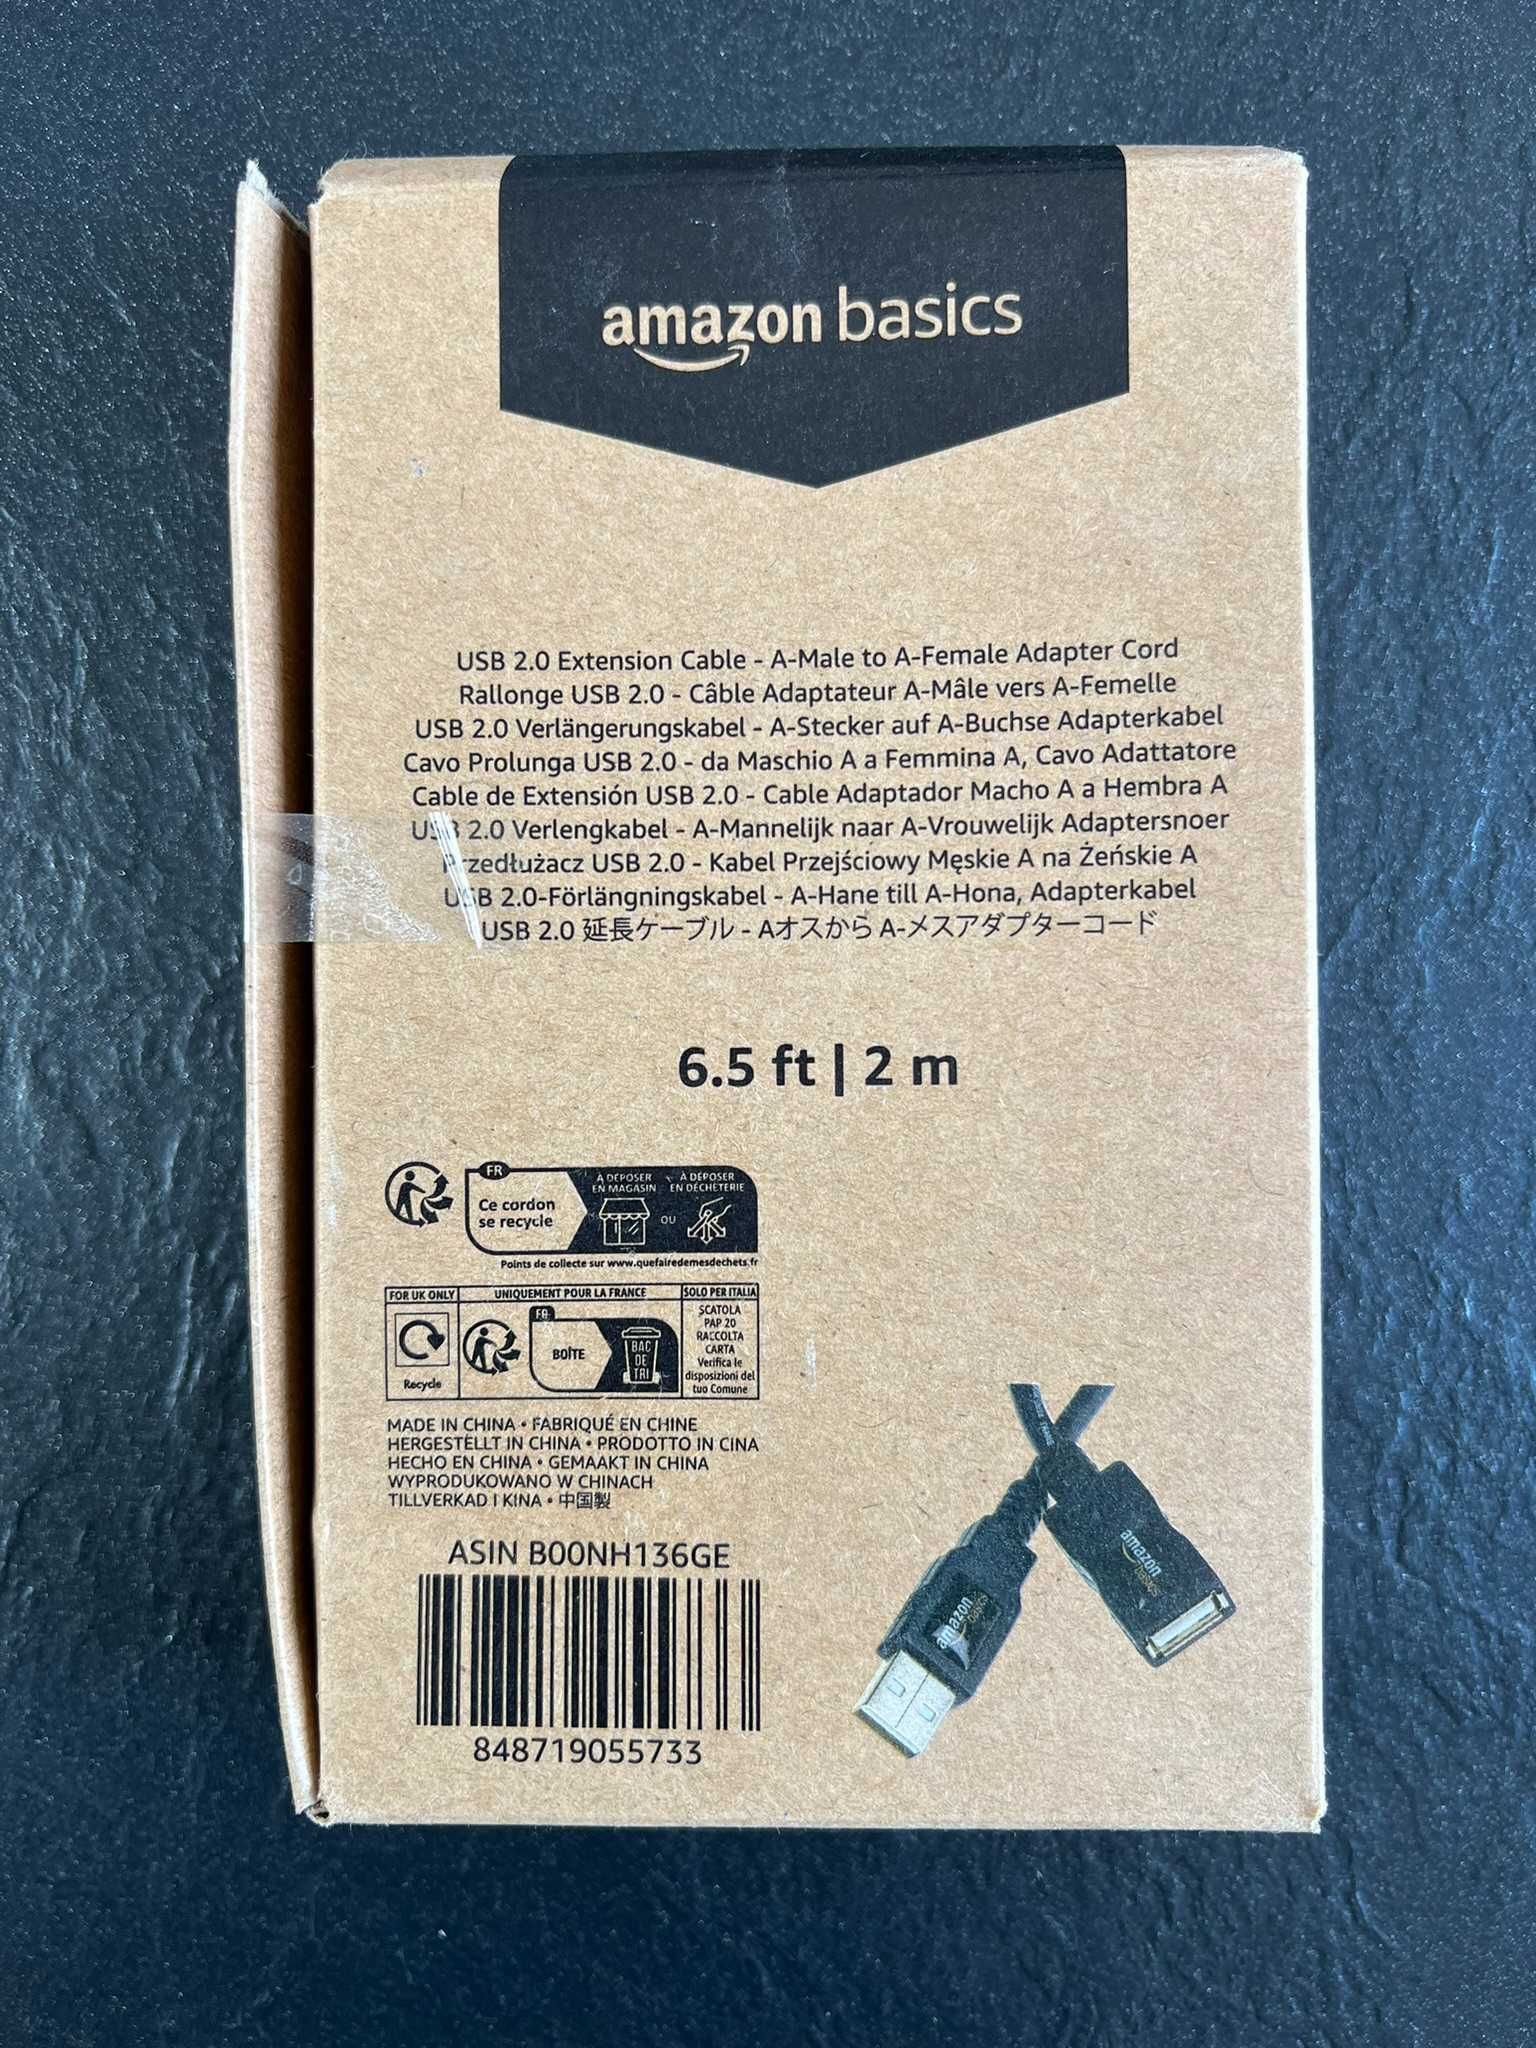 amazon basics
USB 2.0 Extension Cable - A-Male to A-Female Adapter Cord
Rallonge USB 2.0 - Câble Adaptateur A-Mâle vers A-Femelle
USB 2.0 Verlängerungskabel - A-Stecker auf A-Buchse Adapterkabel
Cavo Prolunga USB 2.0 - da Maschio A a Femmina A, Cavo Adattatore
Cable de Extensión USB 2.0 - Cable Adaptador Macho A a Hembra A
USB 2.0 Verlengkabel - A-Mannelijk naar A-Vrouwelijk Adaptersnoer
Przedłużacz USB 2.0 - Kabel Przejściowy Męskie A na Żeńskie A
USB 2.0-Förlängningskabel - A-Hane till A-Hona, Adapterkabel
USB 2.0 延長ケーブル - Aオスから A-メスアダプターコード
6.5 ft | 2 m
FR
Ce cordon
se recycle
À DÉPOSER
EN MAGASIN
OU
À DÉPOSER
EN DÉCHÈTERIE
Points de collecte sur www.quefairedemesdechets.fr
FOR UK ONLY
Recycle
UNIQUEMENT POUR LA FRANCE
FR
BOÎTE
BAC
DE
TRI
SOLO PER ITALIA
SCATOLA
PAP 20
RACCOLTA
CARTA
Verifica le
disposizioni del
tuo Comune
MADE IN CHINA • FABRIQUÉ EN CHINE
HERGESTELLT IN CHINA • PRODOTTO IN CINA
HECHO EN CHINA • GEMAAKT IN CHINA
WYPRODUKOWANO W CHINACH
TILLVERKAD I KINA • 中国製
ASIN B00NH136GE
848719055733
amazon
basics
amazon
basics